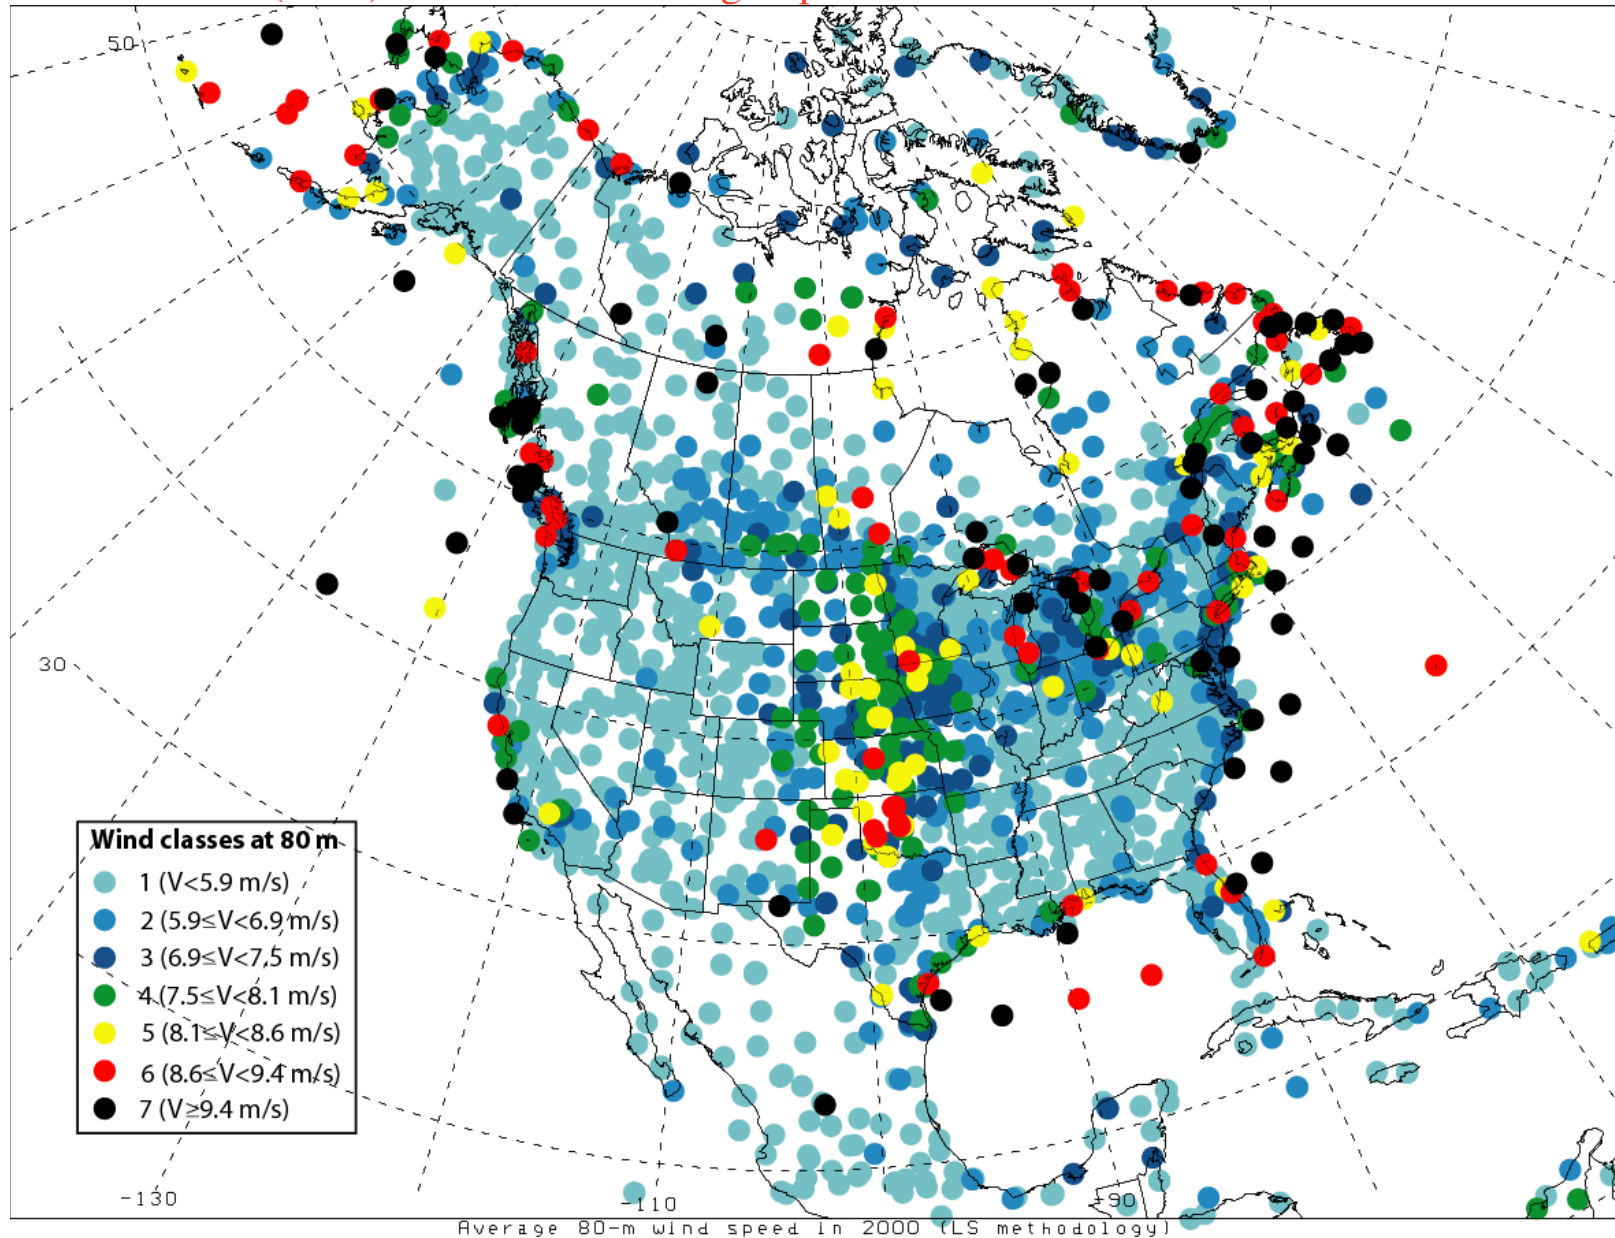 50
30
Wind classes at 80 m
1 (V<5.9 m/s)
2 (5.9≤V<6.9 m/s)
3 (6.9≤V<7.5 m/s)
4 (7.5≤V<8.1 m/s)
5 (8.1≤V<8.6 m/s)
6 (8.6≤V<9.4 m/s)
7 (V≥9.4 m/s)
-130
-110
-90
Average 80-m wind speed in 2000 (LS methodology)